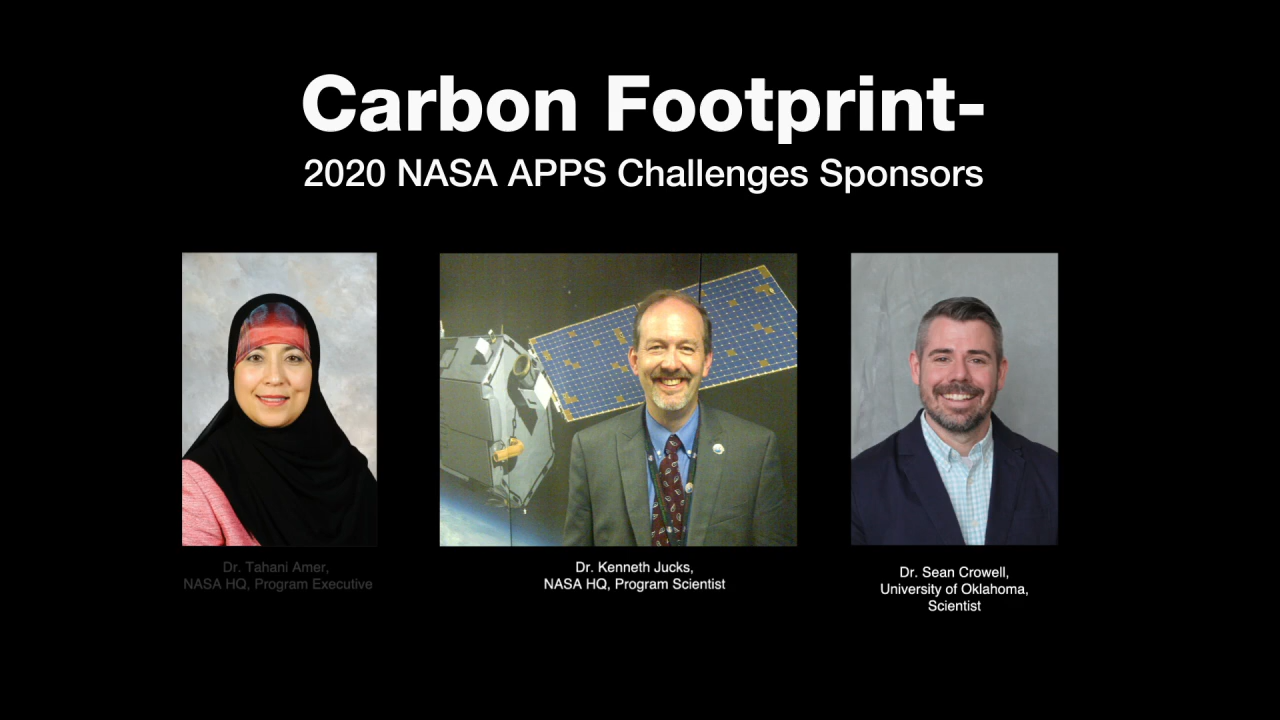 Carbon Footprint-
2020 NASA APPS Challenges Sponsors
Dr. Tahani Amer,
NASA HQ, Program Executive
Dr. Kenneth Jucks,
NASA HQ, Program Scientist
Dr. Sean Crowell,
University of Oklahoma,
Scientist